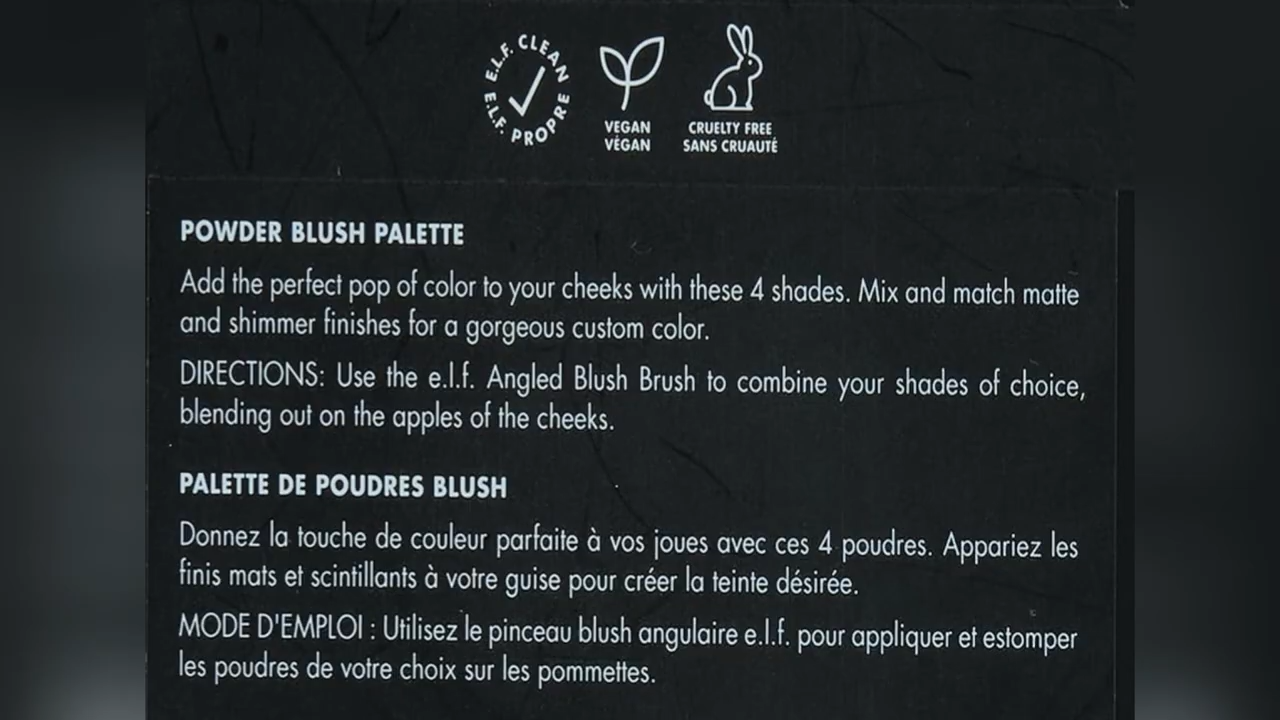 E.L.F. CLEAN
E.L.F. PROPRE
VEGAN
VÉGAN
CRUELTY FREE
SANS CRUAUTÉ
POWDER BLUSH PALETTE
Add the perfect pop of color to your cheeks with these 4 shades. Mix and match matte
and shimmer finishes for a gorgeous custom color.
DIRECTIONS: Use the e.l.f. Angled Blush Brush to combine your shades of choice,
blending out on the apples of the cheeks.
PALETTE DE POUDRES BLUSH
Donnez la touche de couleur parfaite à vos joues avec ces 4 poudres. Appariez les
finis mats et scintillants à votre guise pour créer la teinte désirée.
MODE D'EMPLOI : Utilisez le pinceau blush angulaire e.l.f. pour appliquer et estomper
les poudres de votre choix sur les pommettes.